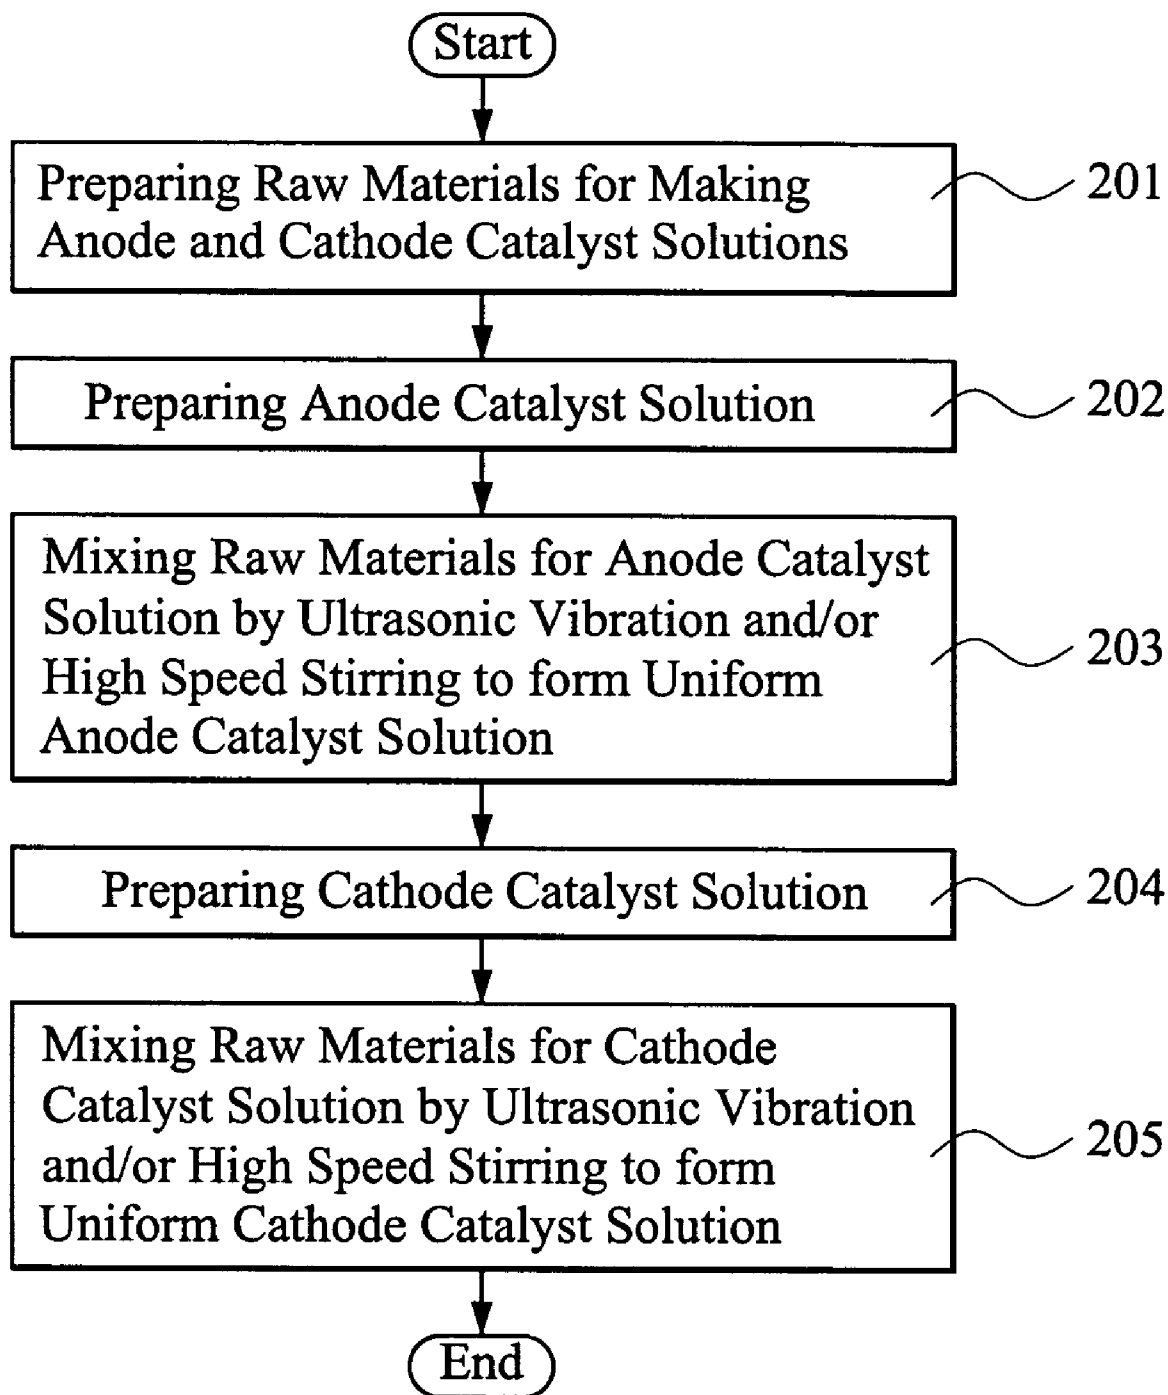 Start
Preparing Raw Materials for Making
Anode and Cathode Catalyst Solutions
201
Preparing Anode Catalyst Solution
202
Mixing Raw Materials for Anode Catalyst
Solution by Ultrasonic Vibration and/or
High Speed Stirring to form Uniform
Anode Catalyst Solution
203
Preparing Cathode Catalyst Solution
204
Mixing Raw Materials for Cathode
Catalyst Solution by Ultrasonic Vibration
and/or High Speed Stirring to form
Uniform Cathode Catalyst Solution
205
End